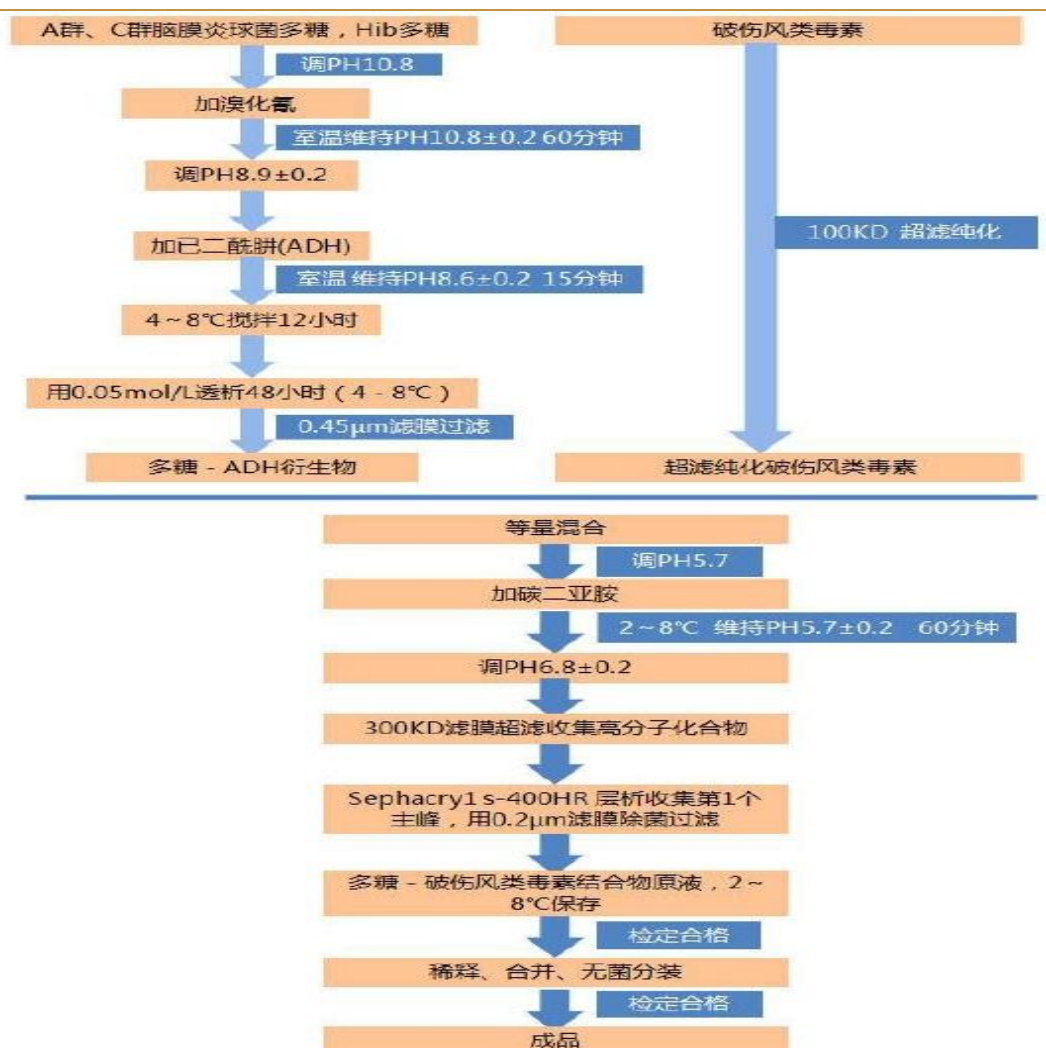 A群、C群脑膜炎球菌多糖，Hib多糖
调PH10.8
加溴化氰
室温维持PH10.8±0.2 60分钟
调PH8.9±0.2
加已二酰肼(ADH)
室温 维持PH8.6±0.2 15分钟
4~8℃搅拌12小时
用0.05mol/L透析48小时（4－8℃）
0.45μm滤膜过滤
多糖－ADH衍生物
破伤风类毒素
100KD 超滤纯化
超滤纯化破伤风类毒素
等量混合
调PH5.7
加碳二亚胺
2~8℃ 维持PH5.7±0.2 60分钟
调PH6.8±0.2
300KD滤膜超滤收集高分子化合物
Sephacry1 s-400HR 层析收集第1个
主峰，用0.2μm滤膜除菌过滤
多糖－破伤风类毒素结合物原液，2~
8℃保存
检定合格
稀释、合并、无菌分装
检定合格
成品